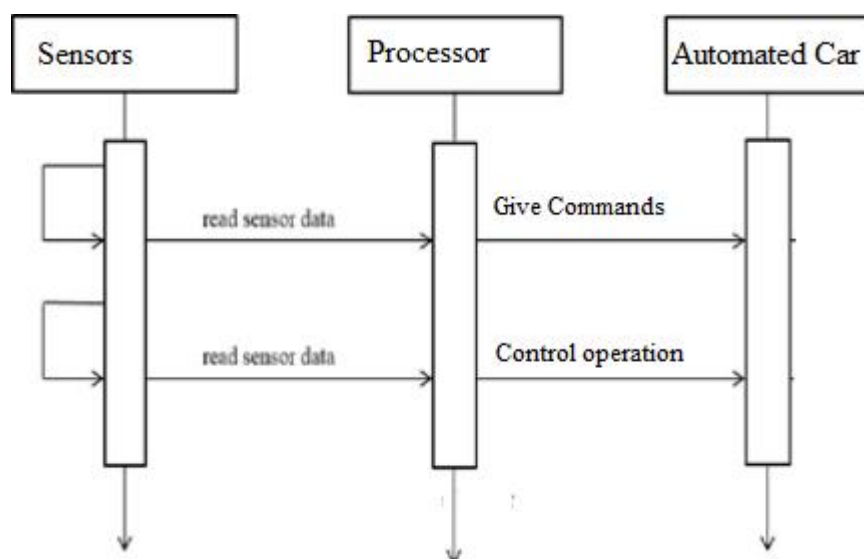 Sensors
Processor
Automated Car
read sensor data
Give Commands
read sensor data
Control operation